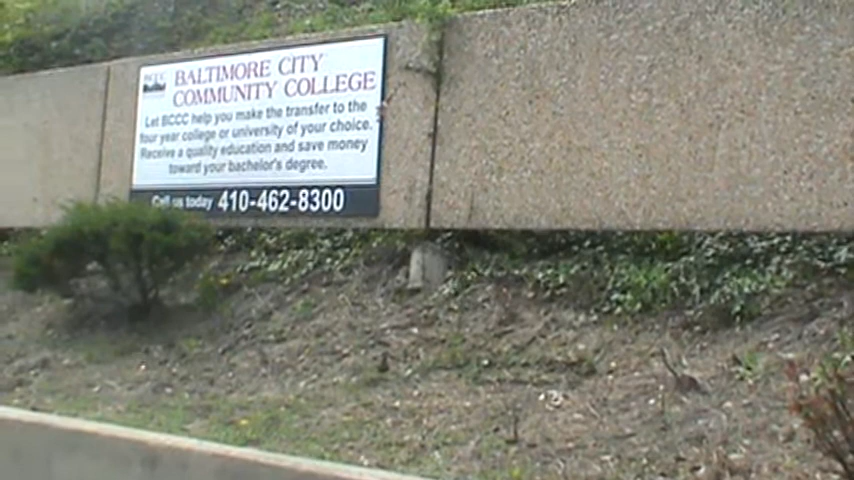 BCCC
BALTIMORE CITY
COMMUNITY COLLEGE
Let BCCC help you make the transfer to the
four year college or university of your choice.
Receive a quality education and save money
toward your bachelor's degree.
Call us today 410-462-8300